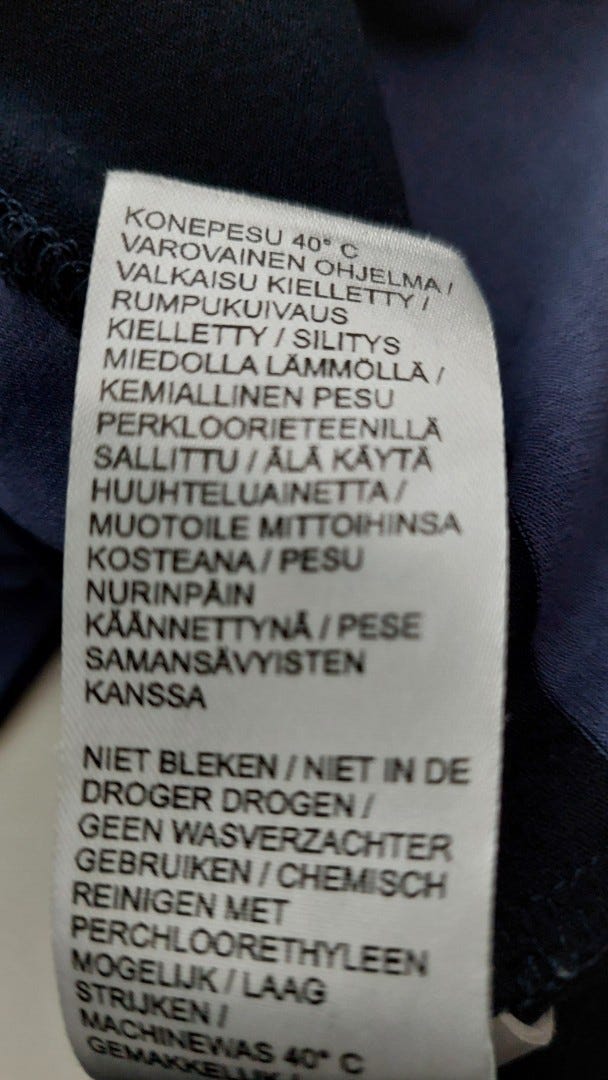 KONEPESU 40° C
VAROVAINEN OHJELMA /
VALKAISU KIELLETTY /
RUMPUKUIVAUS
KIELLETTY / SILITYS
MIEDOLLA LÄMMÖLLÄ /
KEMIALLINEN PESU
PERKLOORIETEENILLÄ
SALLITTU / ÄLÄ KÄYTÄ
HUUHTELUAINETTA /
MUOTOILE MITTOIHINSA
KOSTEANA / PESU
NURINPÄIN
KÄÄNNETTYNÄ / PESE
SAMANSÄVYISTEN
KANSSA
NIET BLEKEN / NIET IN DE
DROGER DROGEN /
GEEN WASVERZACHTER
GEBRUIKEN / CHEMISCH
REINIGEN MET
PERCHLOORETHYLEEN
MOGELIJK / LAAG
STRIJKEN /
MACHINEWAS 40° C
GEMAKKELIJK /